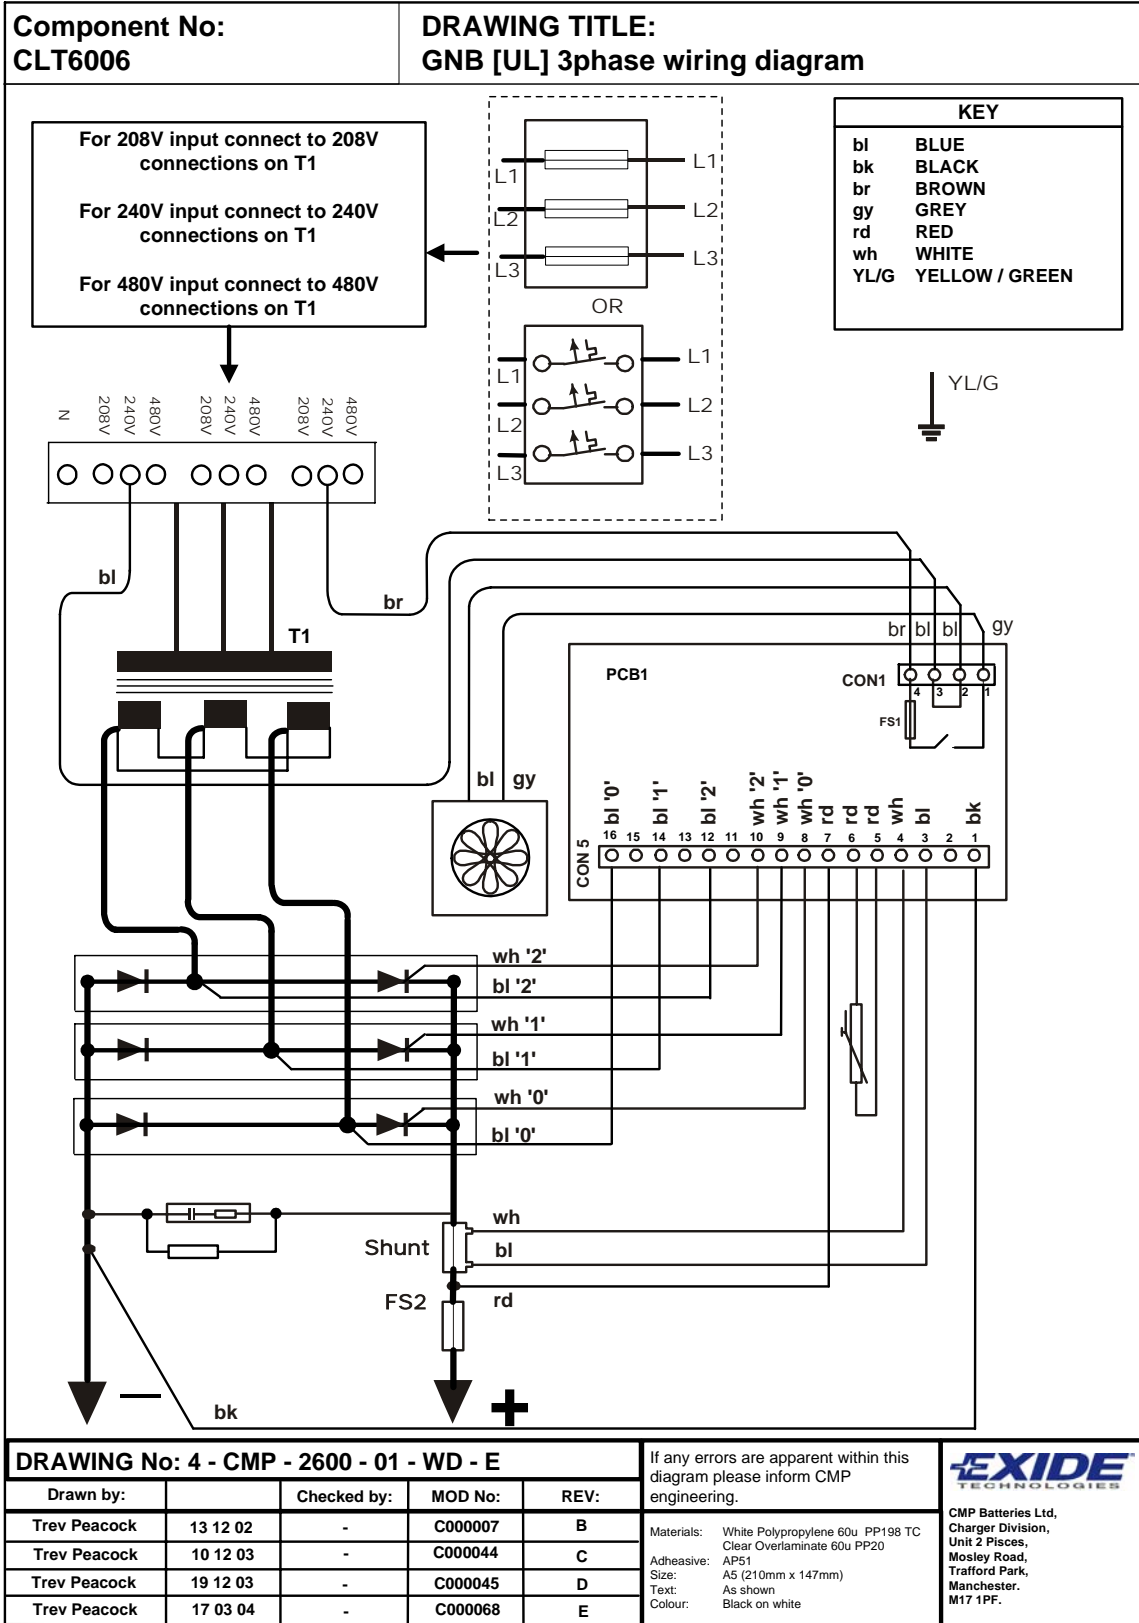 Component No:
CLT6006
DRAWING TITLE:
GNB [UL] 3phase wiring diagram
For 208V input connect to 208V
connections on T1
For 240V input connect to 240V
connections on T1
For 480V input connect to 480V
connections on T1
L1 L1
L2 L2
L3 L3
OR
L1 L1
L2 L2
L3 L3
KEY
bl BLUE
bk BLACK
br BROWN
gy GREY
rd RED
wh WHITE
YL/G YELLOW / GREEN
YL/G
N 208V 240V 480V 208V 240V 480V 208V 240V 480V
bl
br
T1
br bl bl gy
PCB1
CON1
4 3 2 1
FS1
bl gy
bl '0' bl '1' bl '2' wh '2' wh '1' wh '0' rd rd rd wh bl bk
16 15 14 13 12 11 10 9 8 7 6 5 4 3 2 1
CON 5
wh '2'
bl '2'
wh '1'
bl '1'
wh '0'
bl '0'
wh
Shunt
bl
FS2
rd
bk
DRAWING No: 4 - CMP - 2600 - 01 - WD - E
Drawn by: Checked by: MOD No: REV:
Trev Peacock 13 12 02 - C000007 B
Trev Peacock 10 12 03 - C000044 C
Trev Peacock 19 12 03 - C000045 D
Trev Peacock 17 03 04 - C000068 E
If any errors are apparent within this
diagram please inform CMP
engineering.
Materials: White Polypropylene 60u PP198 TC
Clear Overlaminate 60u PP20
Adheasive: AP51
Size: A5 (210mm x 147mm)
Text: As shown
Colour: Black on white
EXIDE
TECHNOLOGIES
CMP Batteries Ltd,
Charger Division,
Unit 2 Pisces,
Mosley Road,
Trafford Park,
Manchester.
M17 1PF.